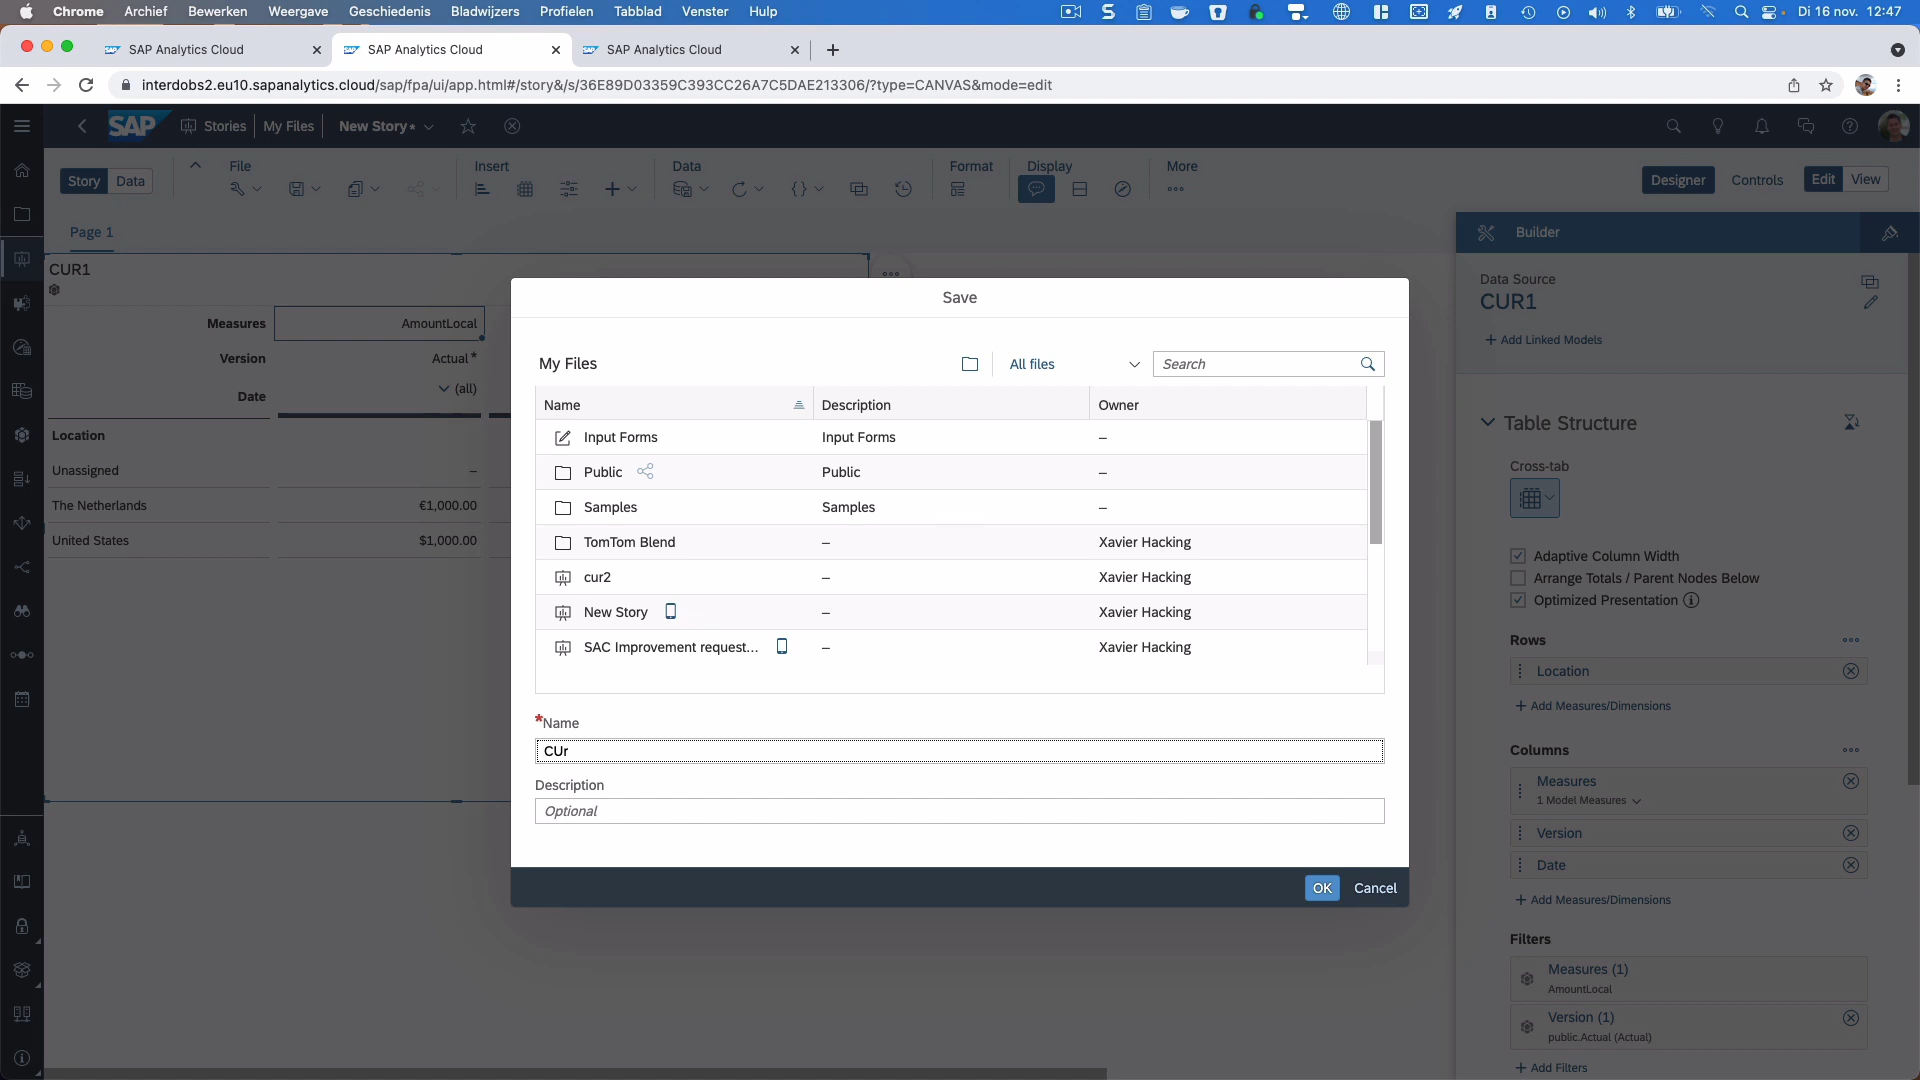 Chrome Archief Bewerken Weergave Geschiedenis Bladwijzers Profielen Tabblad Venster Hulp Di 16 nov. 12:47
SAP Analytics Cloud SAP Analytics Cloud SAP Analytics Cloud
interdobs2.eu10.sapanalytics.cloud/sap/fpa/ui/app.html#/story&/s/36E89D03359C393CC26A7C5DAE213306/?type=CANVAS&mode=edit
SAP Stories My Files New Story*
Story Data File Insert Data Format Display More Designer Controls Edit View
Page 1
Builder
CUR1
Data Source
CUR1
+ Add Linked Models
Measures AmountLocal
Version Actual *
Date (all)
Location
Unassigned –
The Netherlands €1,000.00
United States $1,000.00
Save
My Files All files Search
Name Description Owner
Input Forms Input Forms –
Public Public –
Samples Samples –
TomTom Blend – Xavier Hacking
cur2 – Xavier Hacking
New Story – Xavier Hacking
SAC Improvement request... – Xavier Hacking
*Name
CUr
Description
Optional
OK Cancel
Table Structure
Cross-tab
Adaptive Column Width
Arrange Totals / Parent Nodes Below
Optimized Presentation
Rows
Location
+ Add Measures/Dimensions
Columns
Measures
1 Model Measures
Version
Date
+ Add Measures/Dimensions
Filters
Measures (1)
AmountLocal
Version (1)
public.Actual (Actual)
+ Add Filters